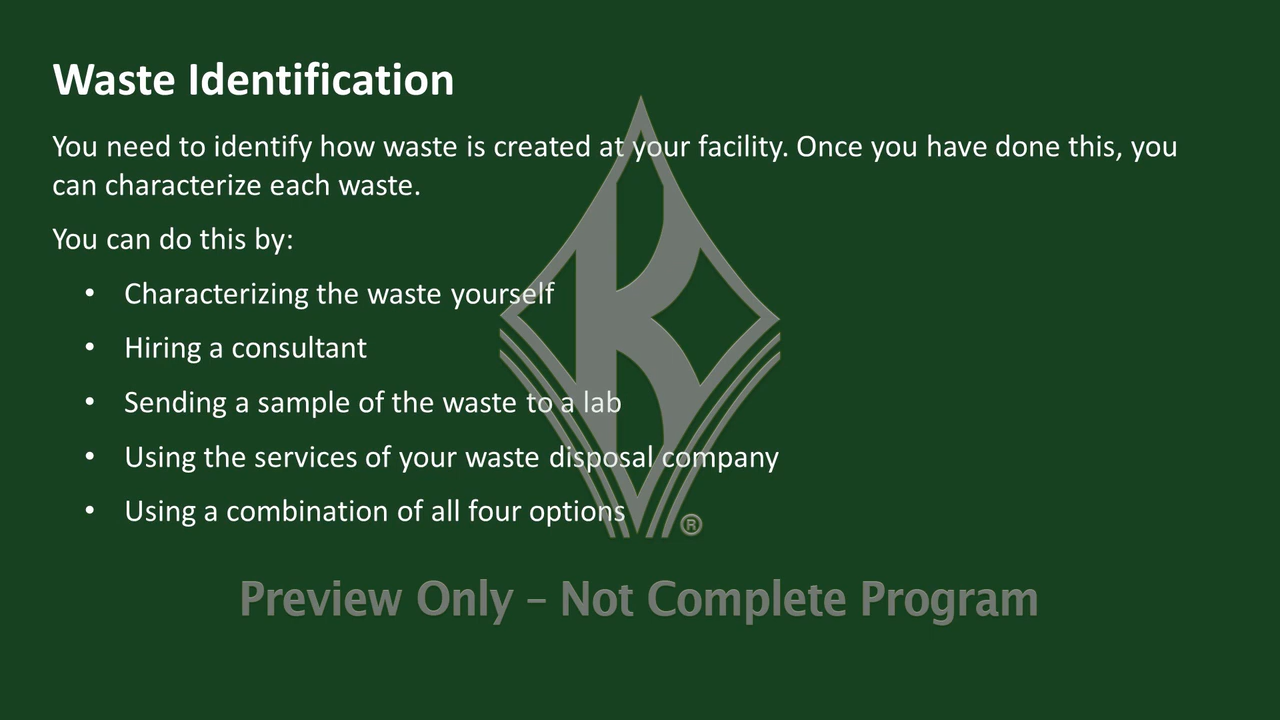 Waste Identification
You need to identify how waste is created at your facility. Once you have done this, you
can characterize each waste.
You can do this by:
• Characterizing the waste yourself
• Hiring a consultant
• Sending a sample of the waste to a lab
• Using the services of your waste disposal company
• Using a combination of all four options
K
®
Preview Only – Not Complete Program